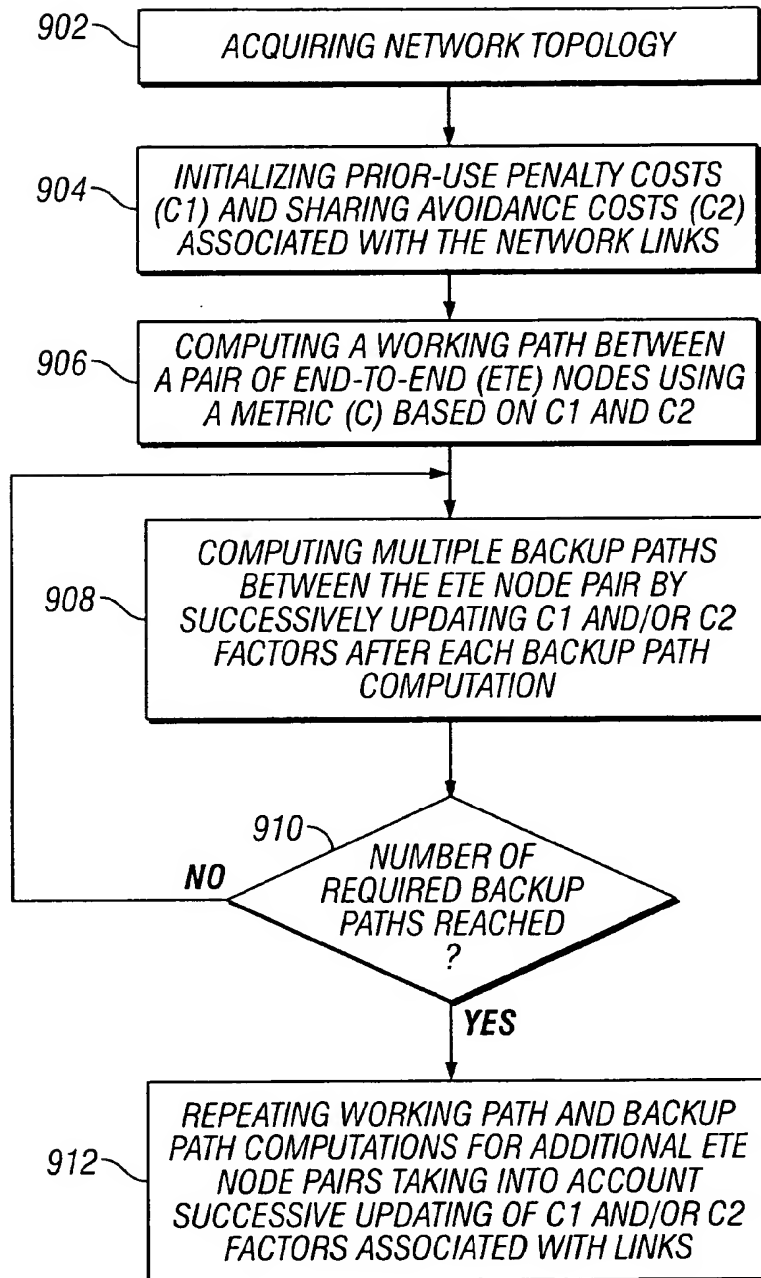 902
ACQUIRING NETWORK TOPOLOGY
904
INITIALIZING PRIOR-USE PENALTY COSTS
(C1) AND SHARING AVOIDANCE COSTS (C2)
ASSOCIATED WITH THE NETWORK LINKS
906
COMPUTING A WORKING PATH BETWEEN
A PAIR OF END-TO-END (ETE) NODES USING
A METRIC (C) BASED ON C1 AND C2
908
COMPUTING MULTIPLE BACKUP PATHS
BETWEEN THE ETE NODE PAIR BY
SUCCESSIVELY UPDATING C1 AND/OR C2
FACTORS AFTER EACH BACKUP PATH
COMPUTATION
910
NO
NUMBER OF
REQUIRED BACKUP
PATHS REACHED
?
YES
912
REPEATING WORKING PATH AND BACKUP
PATH COMPUTATIONS FOR ADDITIONAL ETE
NODE PAIRS TAKING INTO ACCOUNT
SUCCESSIVE UPDATING OF C1 AND/OR C2
FACTORS ASSOCIATED WITH LINKS